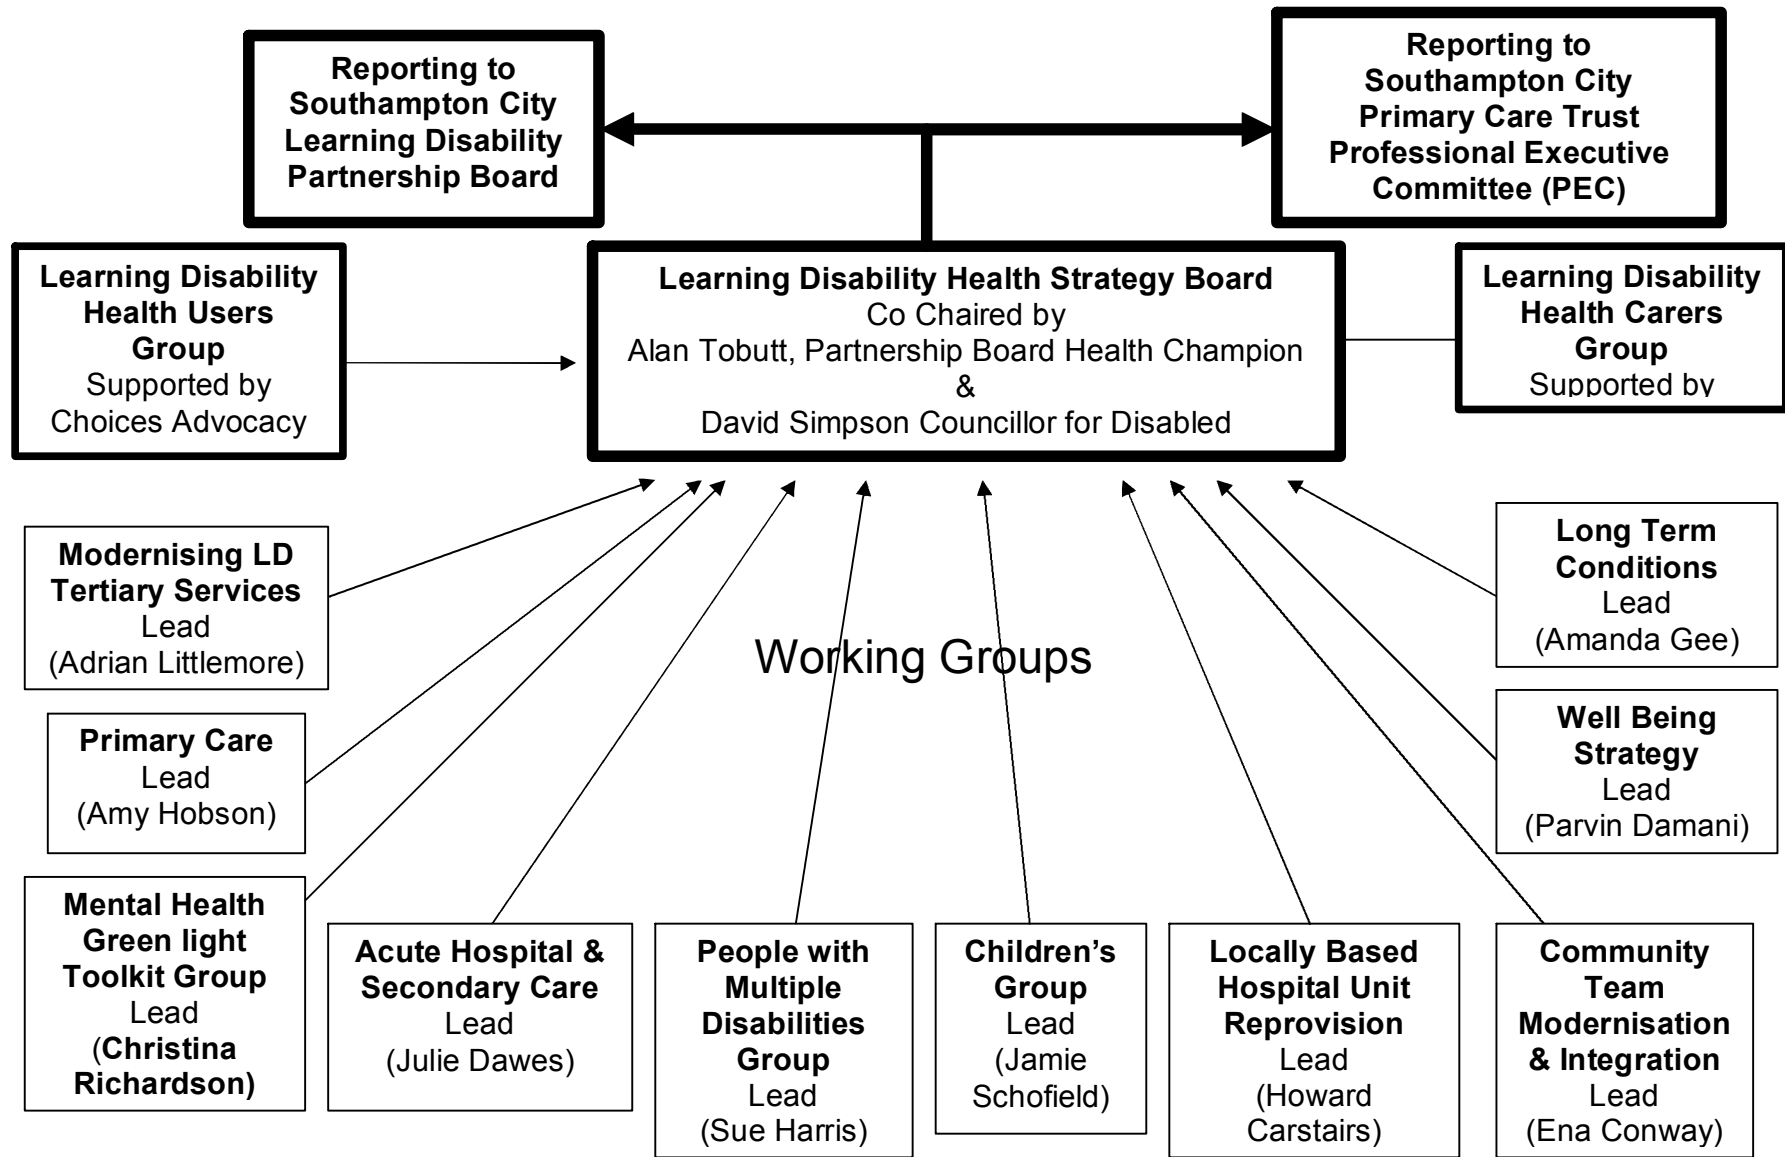 Reporting to
Southampton City
Learning Disability
Partnership Board
Reporting to
Southampton City
Primary Care Trust
Professional Executive
Committee (PEC)
Learning Disability
Health Users
Group
Supported by
Choices Advocacy
Learning Disability Health Strategy Board
Co Chaired by
Alan Tobutt, Partnership Board Health Champion
&
David Simpson Councillor for Disabled
Learning Disability
Health Carers
Group
Supported by
Modernising LD
Tertiary Services
Lead
(Adrian Littlemore)
Working Groups
Long Term
Conditions
Lead
(Amanda Gee)
Primary Care
Lead
(Amy Hobson)
Well Being
Strategy
Lead
(Parvin Damani)
Mental Health
Green light
Toolkit Group
Lead
(Christina
Richardson)
Acute Hospital &
Secondary Care
Lead
(Julie Dawes)
People with
Multiple
Disabilities
Group
Lead
(Sue Harris)
Children's
Group
Lead
(Jamie
Schofield)
Locally Based
Hospital Unit
Reprovision
Lead
(Howard
Carstairs)
Community
Team
Modernisation
& Integration
Lead
(Ena Conway)